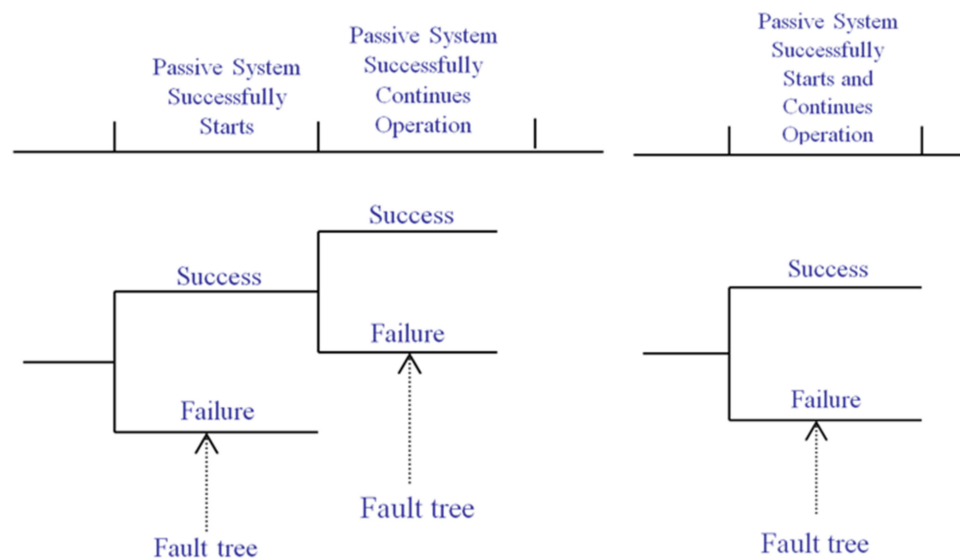 Passive System
Successfully
Starts
Passive System
Successfully
Continues
Operation
Passive System
Successfully
Starts and
Continues
Operation
Success
Success
Failure
Failure
Fault tree
Fault tree
Success
Failure
Fault tree